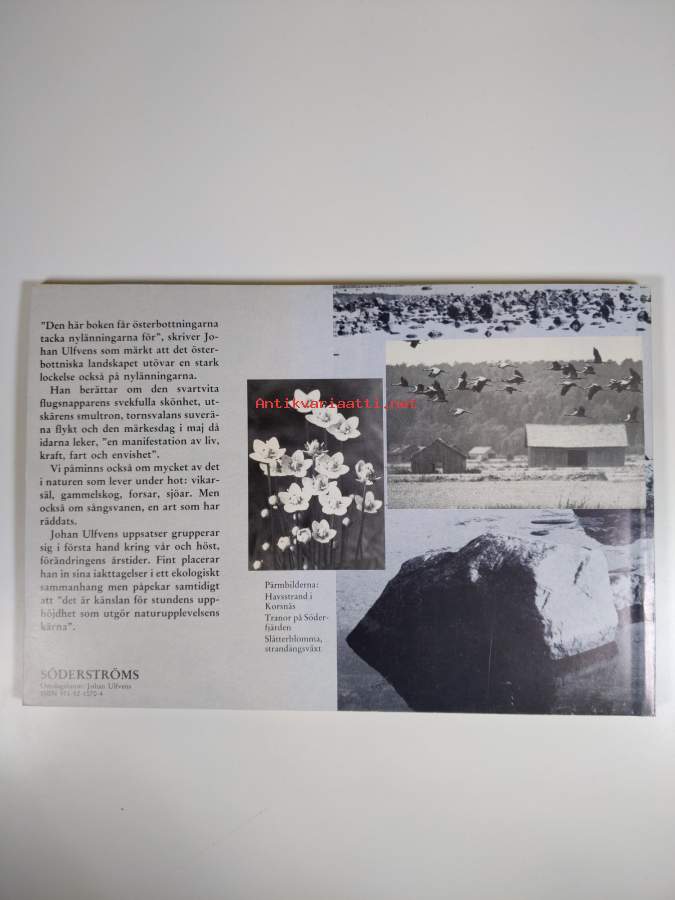 "Den här boken får österbottningarna
tacka nylänningarna för", skriver Jo-
han Ulfvens som märkt att det öster-
bottniska landskapet utövar en stark
lockelse också på nylänningarna.
Han berättar om den svartvita
flugsnapparens svekfulla skönhet, ut-
skärens smultron, tornsvalans suverä-
na flykt och den märkesdag i maj då
idarna leker, "en manifestation av liv,
kraft, fart och envishet".
Vi påminns också om mycket av det
i naturen som lever under hot: vikar-
säl, gammelskog, forsar, sjöar. Men
också om sångsvanen, en art som har
räddats.
Johan Ulfvens uppsatser grupperar
sig i första hand kring vår och höst,
förändringens årstider. Fint placerar
han in sina iakttagelser i ett ekologiskt
sammanhang men påpekar samtidigt
att "det är känslan för stundens upp-
höjdhet som utgör naturupplevelsens
kärna".
SÖDERSTRÖMS
Omslagsfoton: Johan Ulfvens
ISBN
Antikvariaatti.net
Pärmbilderna:
Havsstrand i
Korsnäs
Tranor på Söder-
fjärden
Slåtterblomma,
strandängsväxt